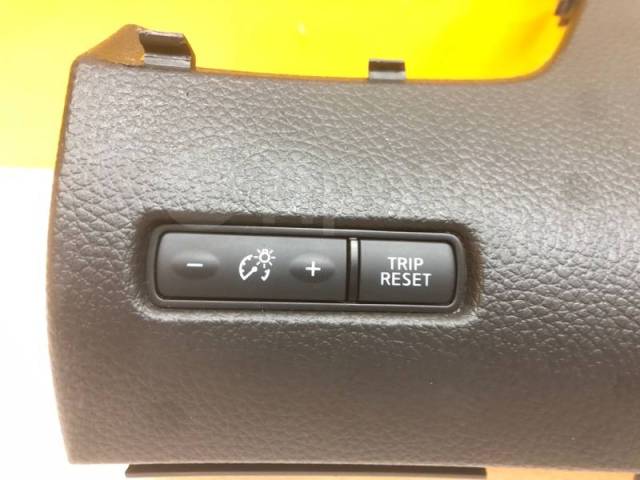 − +
TRIP
RESET